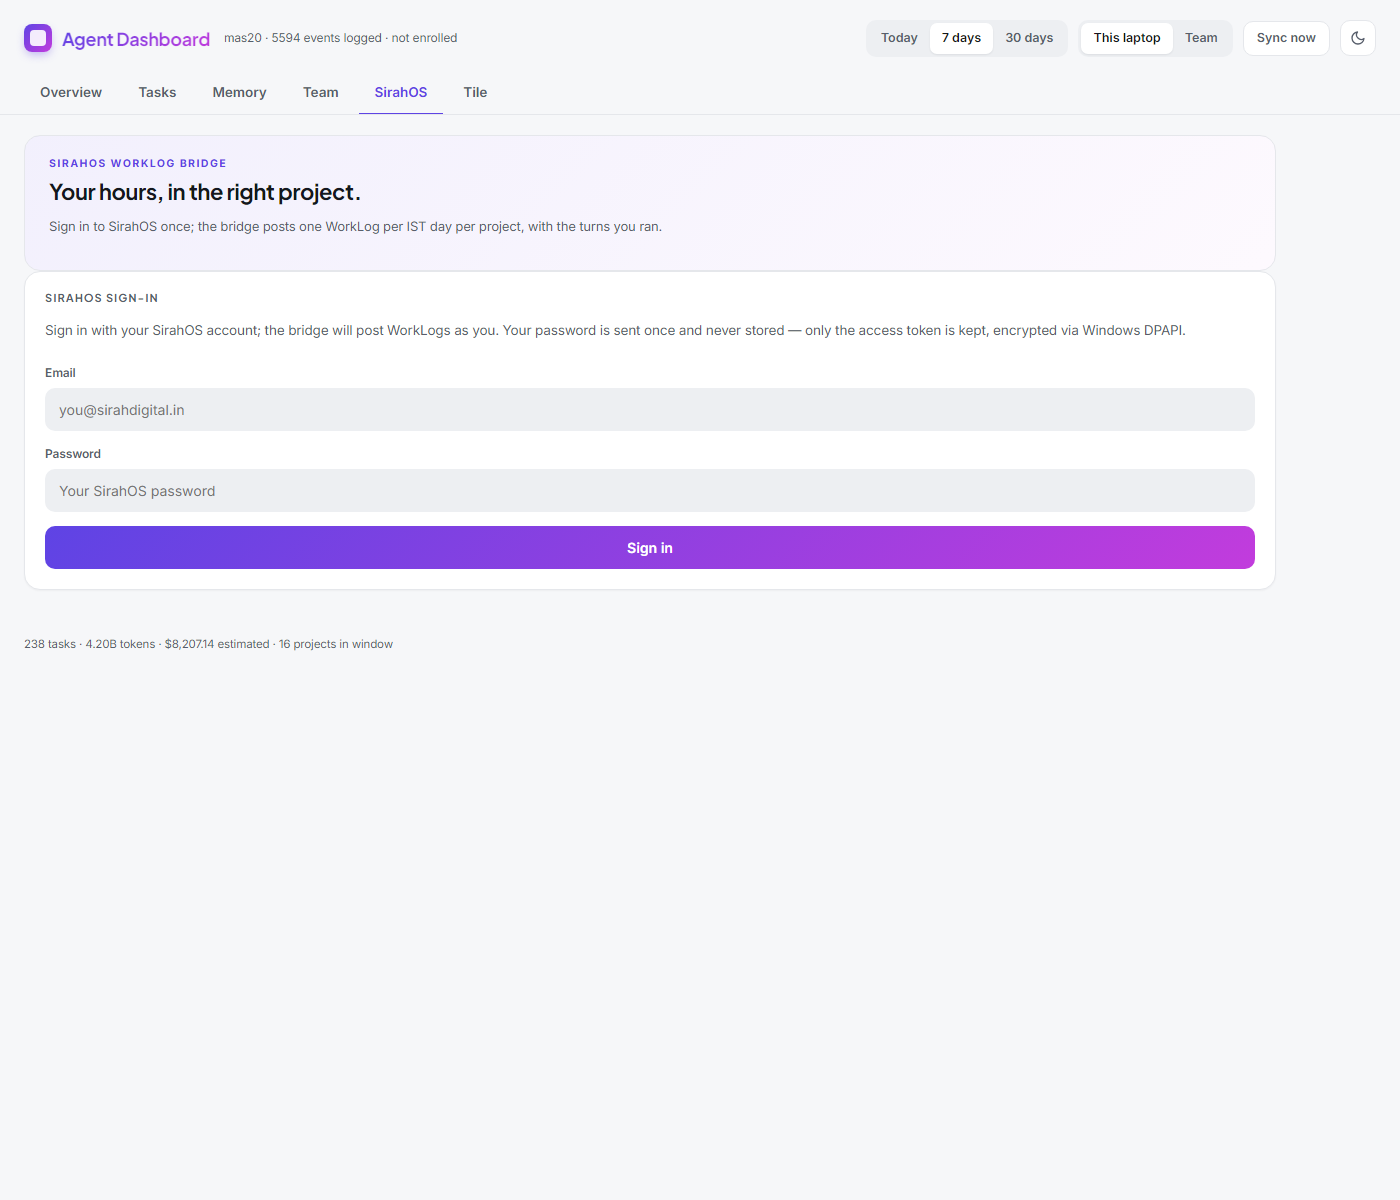 Agent Dashboard mas20 · 5594 events logged · not enrolled Today 7 days 30 days This laptop Team Sync now
Overview Tasks Memory Team SirahOS Tile
SIRAHOS WORKLOG BRIDGE
Your hours, in the right project.
Sign in to SirahOS once; the bridge posts one WorkLog per IST day per project, with the turns you ran.
SIRAHOS SIGN-IN
Sign in with your SirahOS account; the bridge will post WorkLogs as you. Your password is sent once and never stored — only the access token is kept, encrypted via Windows DPAPI.
Email
you@sirahdigital.in
Password
Your SirahOS password
Sign in
238 tasks · 4.20B tokens · $8,207.14 estimated · 16 projects in window